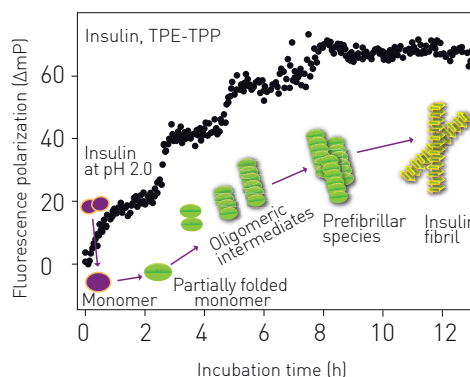 Insulin, TPE-TPP
Fluorescence polarization (ΔmP)
60
40
20
0
Insulin
at pH 2.0
Monomer
Partially folded
monomer
Oligomeric
intermediates
Prefibrillar
species
Insulin
fibril
0 2 4 6 8 10 12
Incubation time (h)